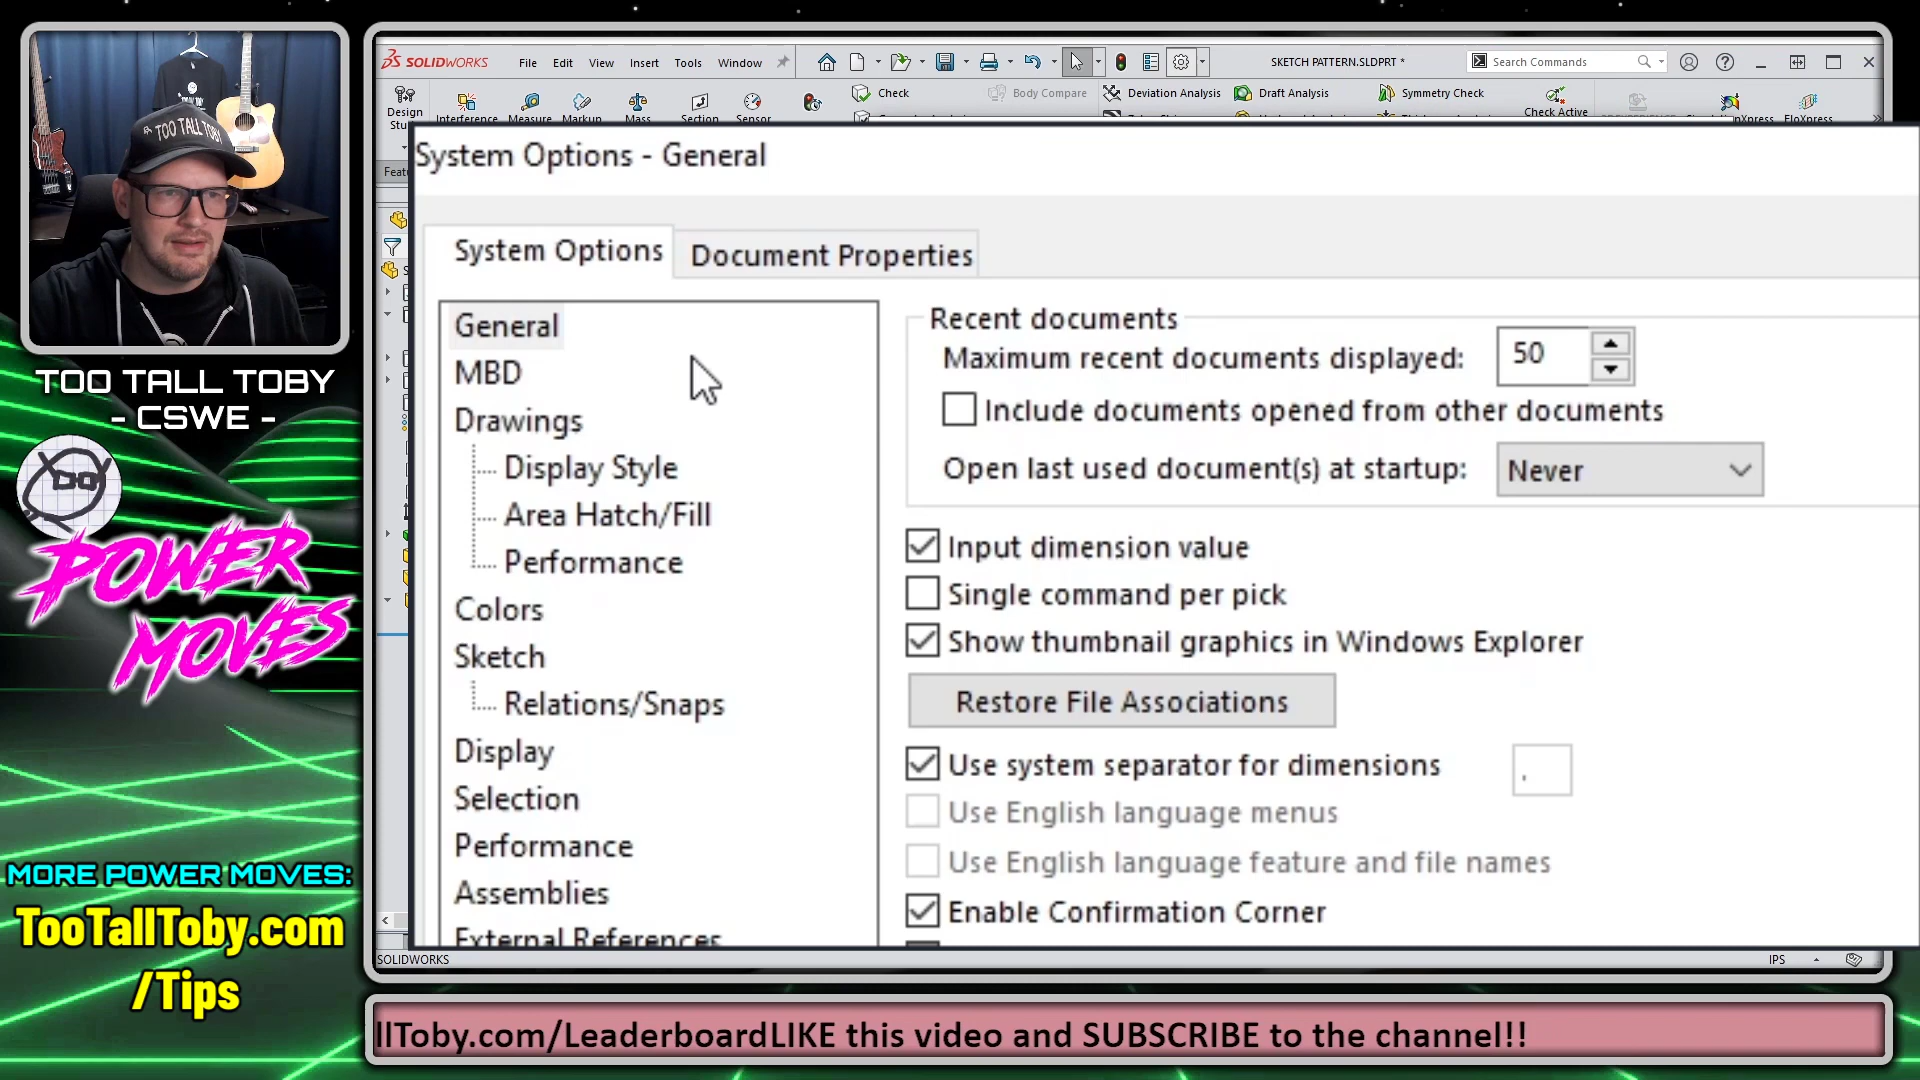 TOO TALL TOBY
TOO TALL TOBY
- CSWE -
POWER
MOVES
MORE POWER MOVES:
TooTallToby.com
/Tips
SOLIDWORKS
File
Edit
View
Insert
Tools
Window
SKETCH PATTERN.SLDPRT *
Search Commands
Design
Interference
Measure
Markup
Mass
Section
Sensor
Check
Body Compare
Deviation Analysis
Draft Analysis
Symmetry Check
Check Active
System Options - General
System Options
Document Properties
General
MBD
Drawings
Display Style
Area Hatch/Fill
Performance
Colors
Sketch
Relations/Snaps
Display
Selection
Performance
Assemblies
External References
Recent documents
Maximum recent documents displayed: 50
Include documents opened from other documents
Open last used document(s) at startup: Never
Input dimension value
Single command per pick
Show thumbnail graphics in Windows Explorer
Restore File Associations
Use system separator for dimensions .
Use English language menus
Use English language feature and file names
Enable Confirmation Corner
SOLIDWORKS
IPS
llToby.com/LeaderboardLIKE this video and SUBSCRIBE to the channel!!